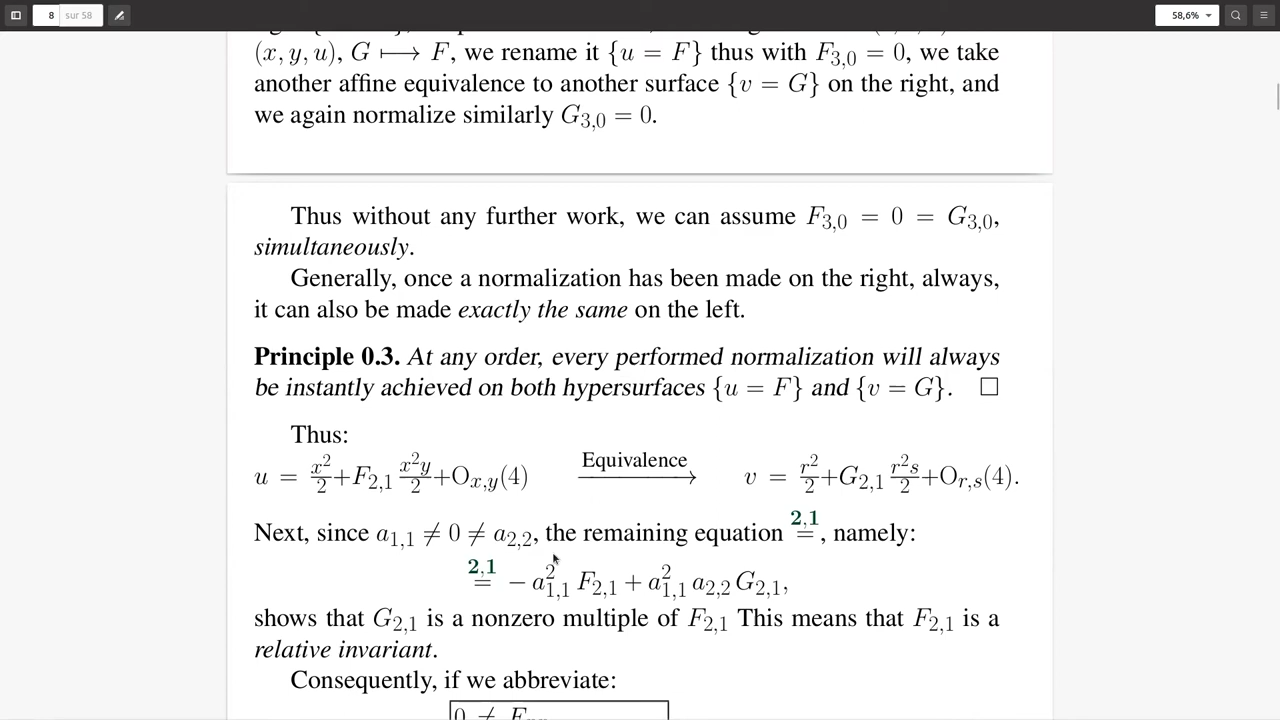 8 sur 58 58,6%
(x, y, u), G ⟼ F, we rename it {u = F} thus with F_{3,0} = 0, we take
another affine equivalence to another surface {v = G} on the right, and
we again normalize similarly G_{3,0} = 0.
Thus without any further work, we can assume F_{3,0} = 0 = G_{3,0},
simultaneously.
Generally, once a normalization has been made on the right, always,
it can also be made exactly the same on the left.
Principle 0.3. At any order, every performed normalization will always
be instantly achieved on both hypersurfaces {u = F} and {v = G}. □
Thus:
u = x²/2 + F_{2,1} x²y/2 + O_{x,y}(4) Equivalence ⟶ v = r²/2 + G_{2,1} r²s/2 + O_{r,s}(4).
Next, since a_{1,1} ≠ 0 ≠ a_{2,2}, the remaining equation 2,1 =, namely:
2,1 = − a²_{1,1} F_{2,1} + a²_{1,1} a_{2,2} G_{2,1},
shows that G_{2,1} is a nonzero multiple of F_{2,1} This means that F_{2,1} is a
relative invariant.
Consequently, if we abbreviate: